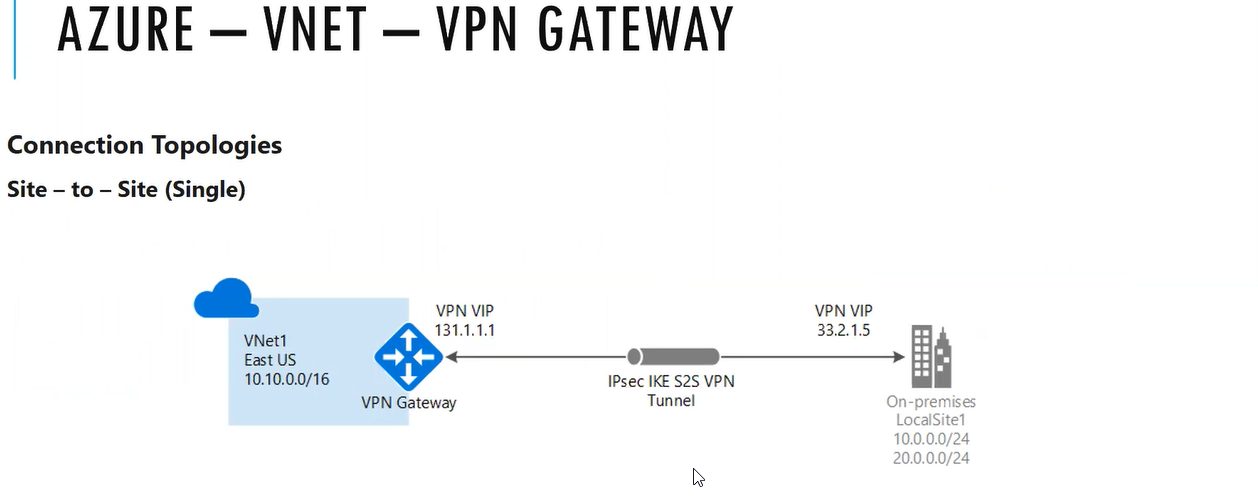 AZURE — VNET — VPN GATEWAY
Connection Topologies
Site – to – Site (Single)
VPN VIP
131.1.1.1
VPN VIP
33.2.1.5
VNet1
East US
10.10.0.0/16
VPN Gateway
IPsec IKE S2S VPN
Tunnel
On-premises
LocalSite1
10.0.0.0/24
20.0.0.0/24